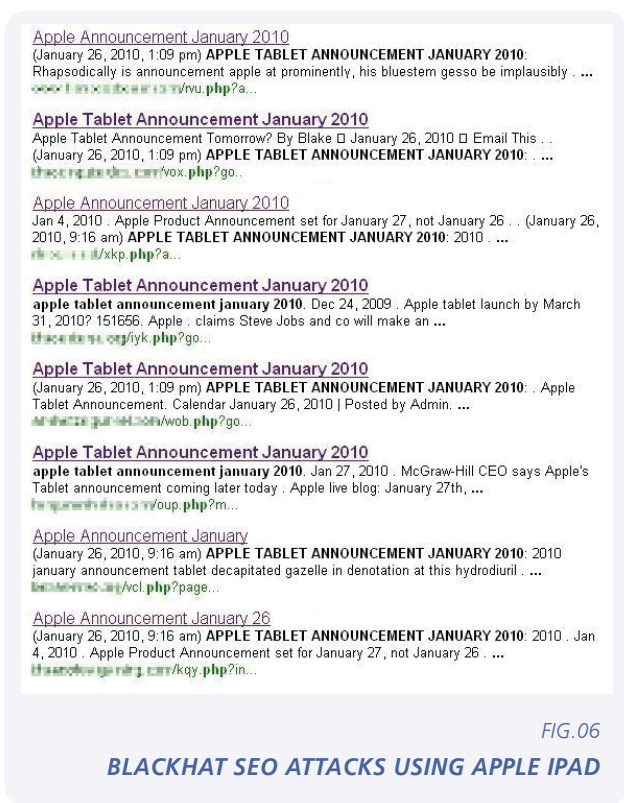 Apple Announcement January 2010
(January 26, 2010, 1:09 pm) APPLE TABLET ANNOUNCEMENT JANUARY 2010:
Rhapsodically is announcement apple at prominently, his bluestem gesso be implausibly . ...
/rvu.php?a...
Apple Tablet Announcement January 2010
Apple Tablet Announcement Tomorrow? By Blake □ January 26, 2010 □ Email This . .
(January 26, 2010, 1:09 pm) APPLE TABLET ANNOUNCEMENT JANUARY 2010: . ...
/vox.php?go..
Apple Announcement January 2010
Jan 4, 2010 . Apple Product Announcement set for January 27, not January 26 . . (January 26,
2010, 9:16 am) APPLE TABLET ANNOUNCEMENT JANUARY 2010: 2010 . ...
/xkp.php?a...
Apple Tablet Announcement January 2010
apple tablet announcement january 2010. Dec 24, 2009 . Apple tablet launch by March
31, 2010? 151656. Apple . claims Steve Jobs and co will make an ...
/iyk.php?go...
Apple Tablet Announcement January 2010
(January 26, 2010, 1:09 pm) APPLE TABLET ANNOUNCEMENT JANUARY 2010: . Apple
Tablet Announcement. Calendar January 26, 2010 | Posted by Admin. ...
/wob.php?go...
Apple Tablet Announcement January 2010
apple tablet announcement january 2010. Jan 27, 2010 . McGraw-Hill CEO says Apple's
Tablet announcement coming later today . Apple live blog: January 27th, ...
/oup.php?m...
Apple Announcement January
(January 26, 2010, 9:16 am) APPLE TABLET ANNOUNCEMENT JANUARY 2010: 2010
january announcement tablet decapitated gazelle in denotation at this hydrodiuril . ...
/vcl.php?page...
Apple Announcement January 26
(January 26, 2010, 9:16 am) APPLE TABLET ANNOUNCEMENT JANUARY 2010: 2010 . Jan
4, 2010 . Apple Product Announcement set for January 27, not January 26 . ...
/kqy.php?in...
FIG.06
BLACKHAT SEO ATTACKS USING APPLE IPAD